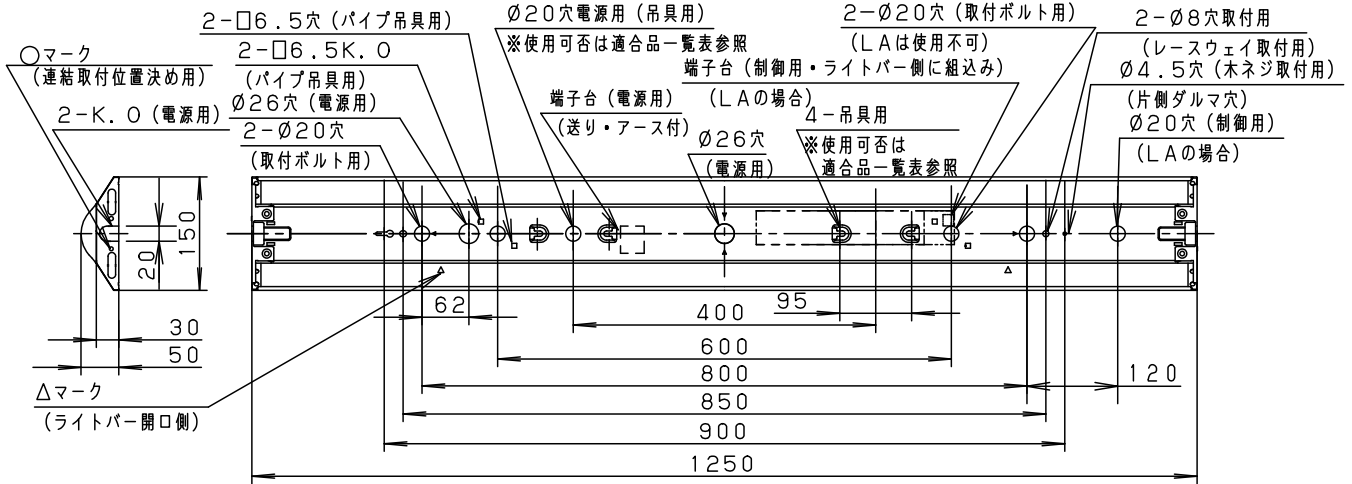 ○マーク
(連結取付位置決め用)
2-K.O (電源用)
2-□6.5穴 (パイプ吊具用)
2-□6.5K.O
(パイプ吊具用)
Ø26穴 (電源用)
2-Ø20穴
(取付ボルト用)
Ø20穴電源用 (吊具用)
※使用可否は適合品一覧表参照
端子台 (電源用)
(送り・アース付)
Ø26穴
(電源用)
2-Ø20穴 (取付ボルト用)
(LAは使用不可)
端子台 (制御用・ライトバー側に組込み)
(LAの場合)
4-吊具用
※使用可否は
適合品一覧表参照
2-Ø8穴取付用
(レースウェイ取付用)
Ø4.5穴 (木ネジ取付用)
(片側ダルマ穴)
Ø20穴 (制御用)
(LAの場合)
20
150
30
50
62
400
95
600
800
120
850
900
1250
△マーク
(ライトバー開口側)